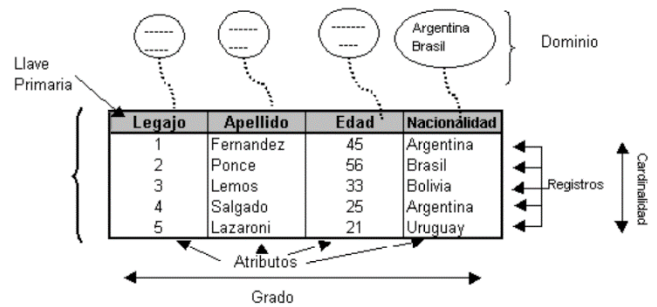 Argentina
Brasil
Dominio
Llave
Primaria
Legajo Apellido Edad Nacionalidad
1 Fernandez 45 Argentina
2 Ponce 56 Brasil
3 Lemos 33 Bolivia
4 Salgado 25 Argentina
5 Lazaroni 21 Uruguay
Registros
Cardinalidad
Atributos
Grado